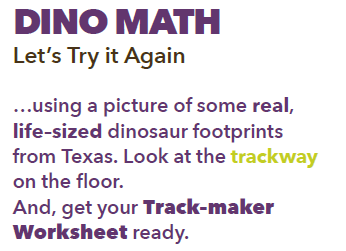 DINO MATH
Let’s Try it Again
…using a picture of some real,
life-sized dinosaur footprints
from Texas. Look at the trackway
on the floor.
And, get your Track-maker
Worksheet ready.